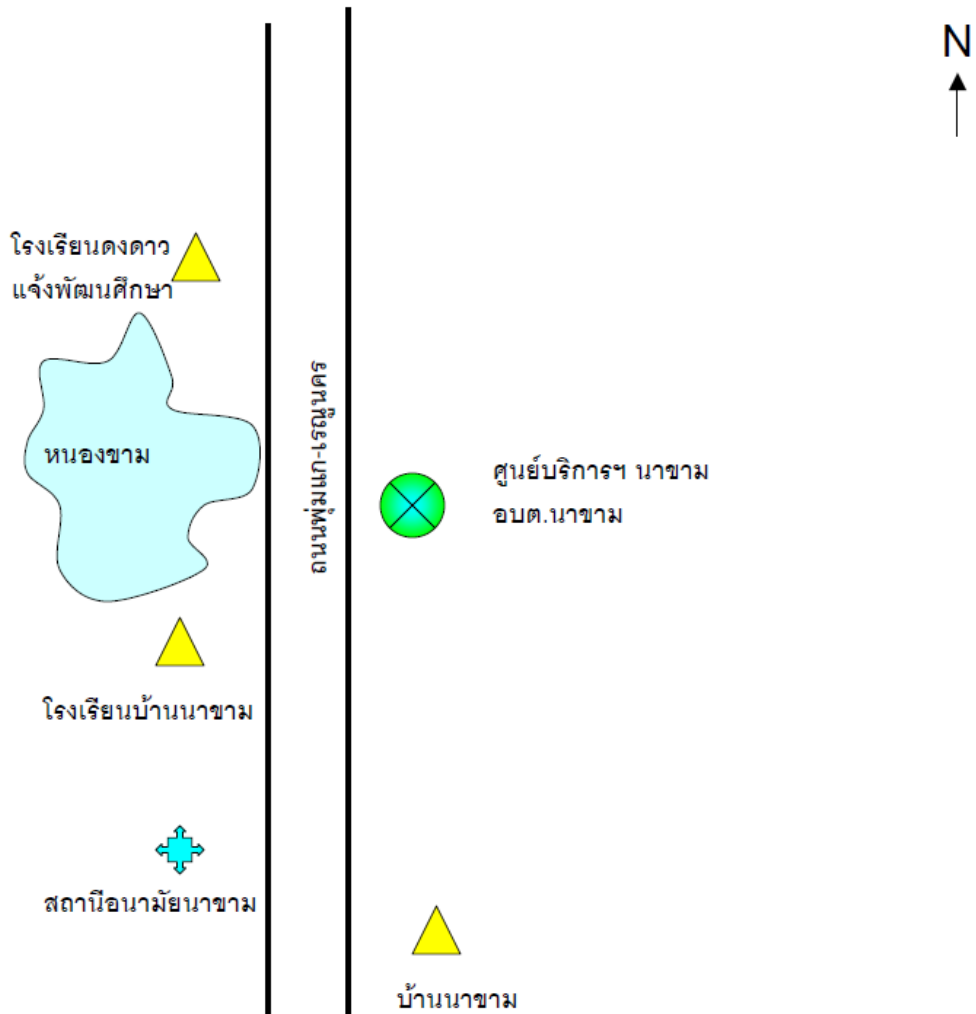 N
โรงเรียนดงดาว
แจ้งพัฒนศึกษา
หนองขาม
ถนนพุ่มแก-เรณูนคร
ศูนย์บริการฯ นาขาม
อบต.นาขาม
โรงเรียนบ้านนาขาม
สถานีอนามัยนาขาม
บ้านนาขาม